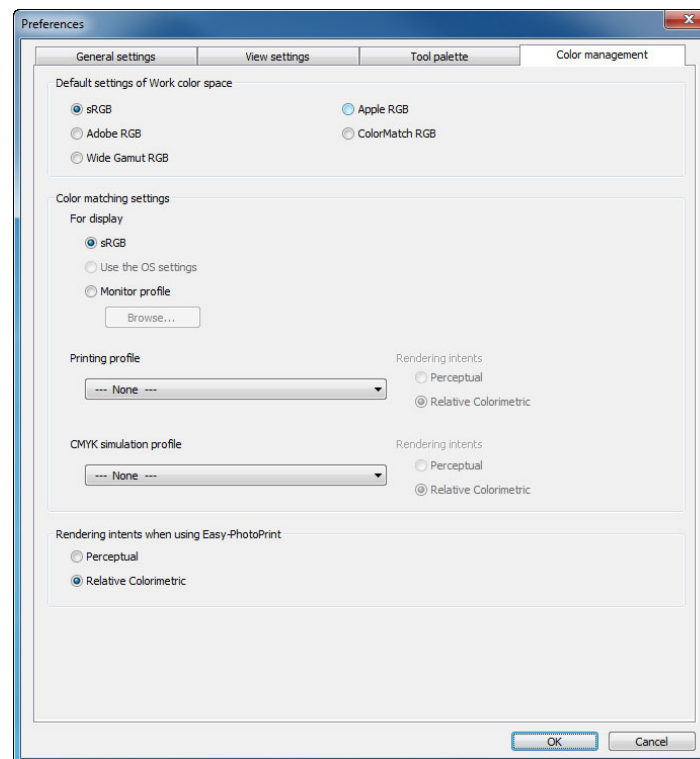 Preferences
General settings View settings Tool palette Color management
Default settings of Work color space
sRGB Apple RGB
Adobe RGB ColorMatch RGB
Wide Gamut RGB
Color matching settings
For display
sRGB
Use the OS settings
Monitor profile
Browse...
Printing profile Rendering intents
--- None --- Perceptual
Relative Colorimetric
CMYK simulation profile Rendering intents
--- None --- Perceptual
Relative Colorimetric
Rendering intents when using Easy-PhotoPrint
Perceptual
Relative Colorimetric
OK Cancel